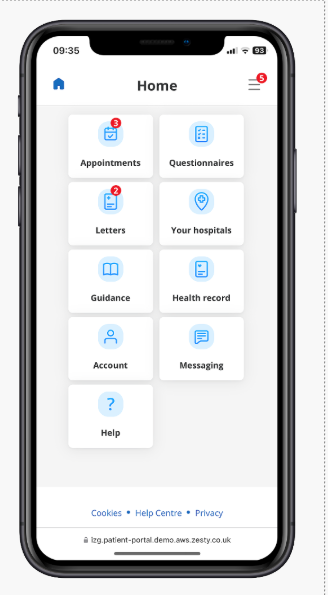 09:35
93
Home
5
3
Appointments
Questionnaires
2
Letters
Your hospitals
Guidance
Health record
Account
Messaging
?
Help
Cookies • Help Centre • Privacy
lzg.patient-portal.demo.aws.zesty.co.uk